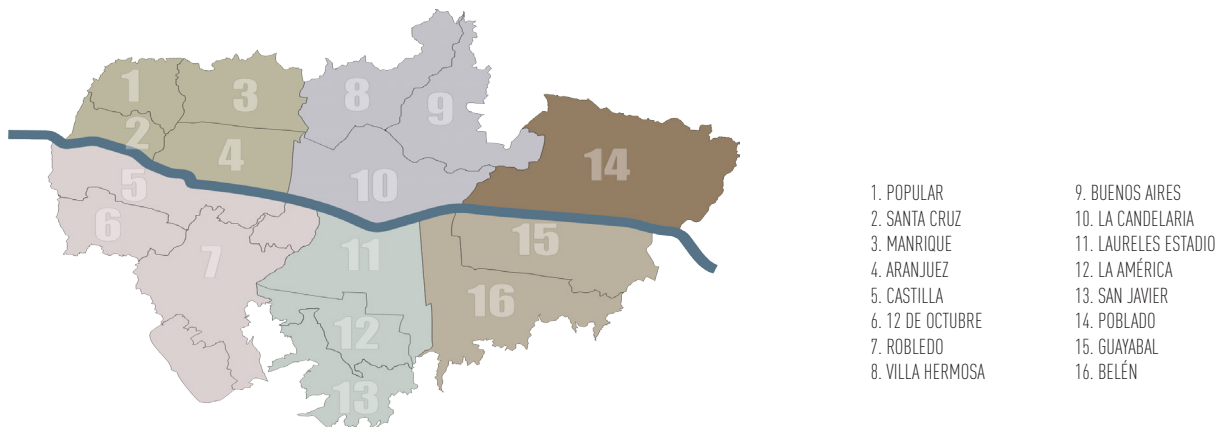 1
2
3
4
5
6
7
8
9
10
11
12
13
14
15
16
1. POPULAR
2. SANTA CRUZ
3. MANRIQUE
4. ARANJUEZ
5. CASTILLA
6. 12 DE OCTUBRE
7. ROBLEDO
8. VILLA HERMOSA
9. BUENOS AIRES
10. LA CANDELARIA
11. LAURELES ESTADIO
12. LA AMÉRICA
13. SAN JAVIER
14. POBLADO
15. GUAYABAL
16. BELÉN